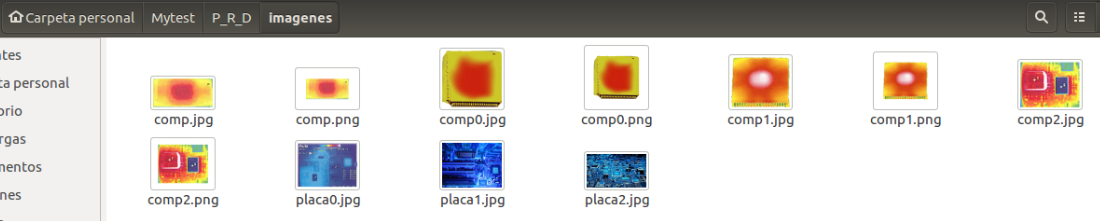 Carpeta personal Mytest P_R_D imagenes
comp.jpg comp.png comp0.jpg comp0.png comp1.jpg comp1.png comp2.jpg
comp2.png placa0.jpg placa1.jpg placa2.jpg
ntes
ta personal
orio
rgas
mentos
nes